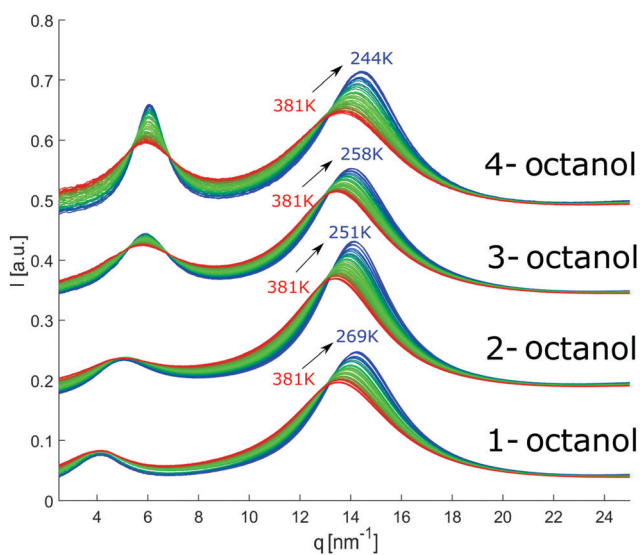 0.8
0.7
0.6
0.5
0.4
0.3
0.2
0.1
0
I [a.u.]
244K
381K
4- octanol
258K
381K
3- octanol
251K
381K
2- octanol
269K
381K
1- octanol
4 6 8 10 12 14 16 18 20 22 24
q [nm⁻¹]